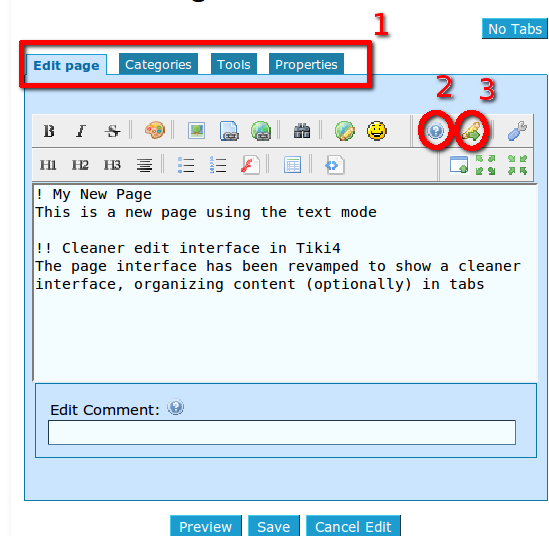 1
No Tabs
Edit page Categories Tools Properties
2 3
B I S
H1 H2 H3
! My New Page
This is a new page using the text mode
!! Cleaner edit interface in Tiki4
The page interface has been revamped to show a cleaner
interface, organizing content (optionally) in tabs
Edit Comment:
Preview Save Cancel Edit